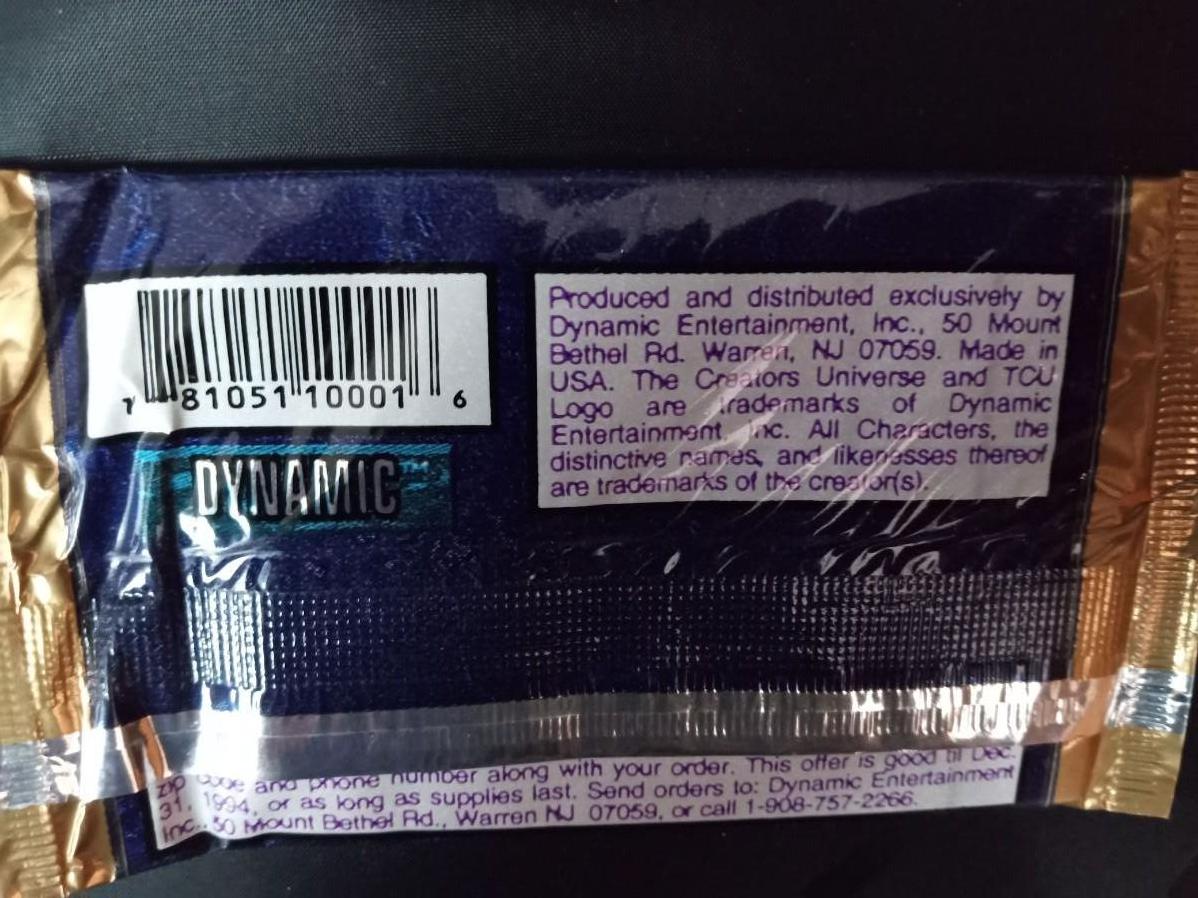 7 81051 10001 6
DYNAMIC™
Produced and distributed exclusively by
Dynamic Entertainment, Inc., 50 Mount
Bethel Rd. Warren, NJ 07059. Made in
USA. The Creators Universe and TCU
Logo are trademarks of Dynamic
Entertainment, Inc. All Characters, the
distinctive names, and likenesses thereof
are trademarks of the creator(s).
zip code and phone number along with your order. This offer is good til Dec.
31, 1994, or as long as supplies last. Send orders to: Dynamic Entertainment
Inc., 50 Mount Bethel Rd., Warren NJ 07059, or call 1-908-757-2266.